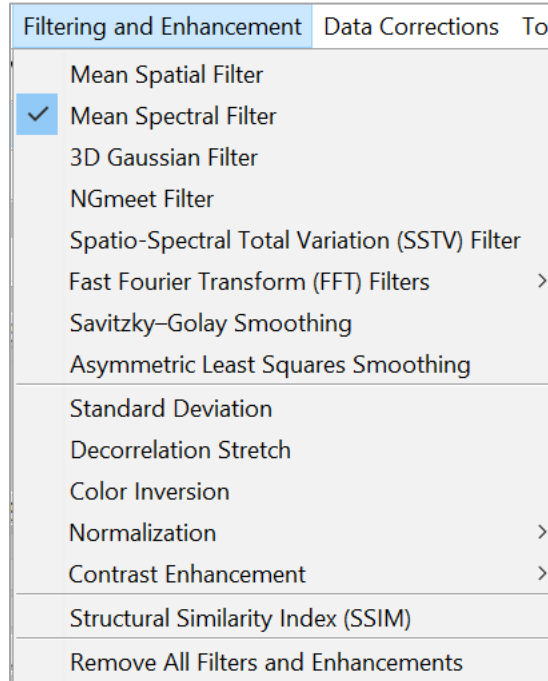 Filtering and Enhancement Data Corrections To
Mean Spatial Filter
Mean Spectral Filter
3D Gaussian Filter
NGmeet Filter
Spatio-Spectral Total Variation (SSTV) Filter
Fast Fourier Transform (FFT) Filters
Savitzky–Golay Smoothing
Asymmetric Least Squares Smoothing
Standard Deviation
Decorrelation Stretch
Color Inversion
Normalization
Contrast Enhancement
Structural Similarity Index (SSIM)
Remove All Filters and Enhancements